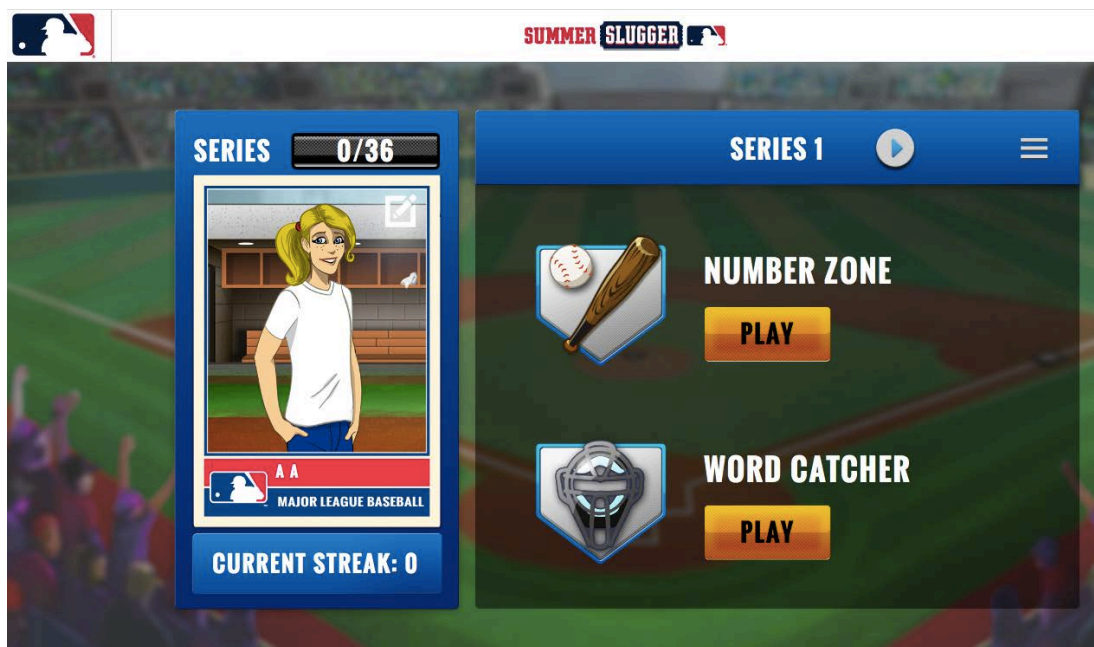 SUMMER SLUGGER
SERIES 0/36
A A
MAJOR LEAGUE BASEBALL
CURRENT STREAK: 0
SERIES 1
NUMBER ZONE
PLAY
WORD CATCHER
PLAY